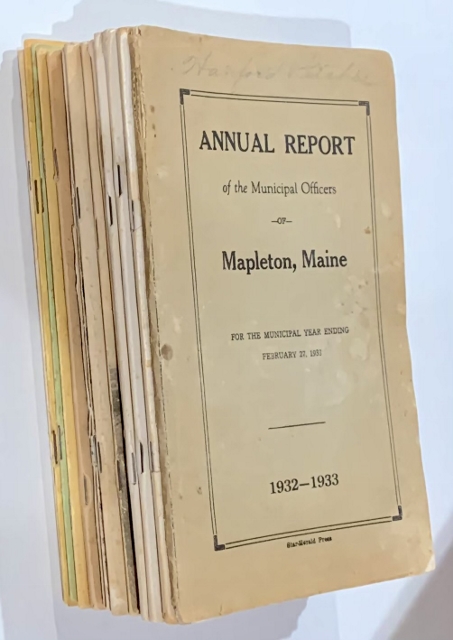 ANNUAL REPORT
of the Municipal Officers
—OF—
Mapleton, Maine
FOR THE MUNICIPAL YEAR ENDING
FEBRUARY 27, 1931
1932—1933
Star-Herald Press